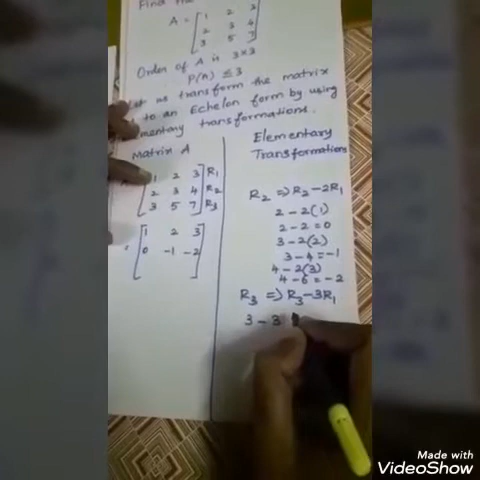 Find the
A = [1 2 3
2 3 4
3 5 7]
Order of A is 3×3
P(A) ≤ 3
Let us transform the matrix
to an Echelon form by using
transformations.
Matrix A
[1 2 3] R1
[2 3 4] R2
[3 5 7] R3
= [1 2 3
0 -1 -2]
Elementary
Transformations
R2 => R2-2R1
2-2(1)
2-2=0
3-2(2)
3-4=-1
4-2(3)
4-6=-2
R3 => R3-3R1
3-3
Made with
VideoShow